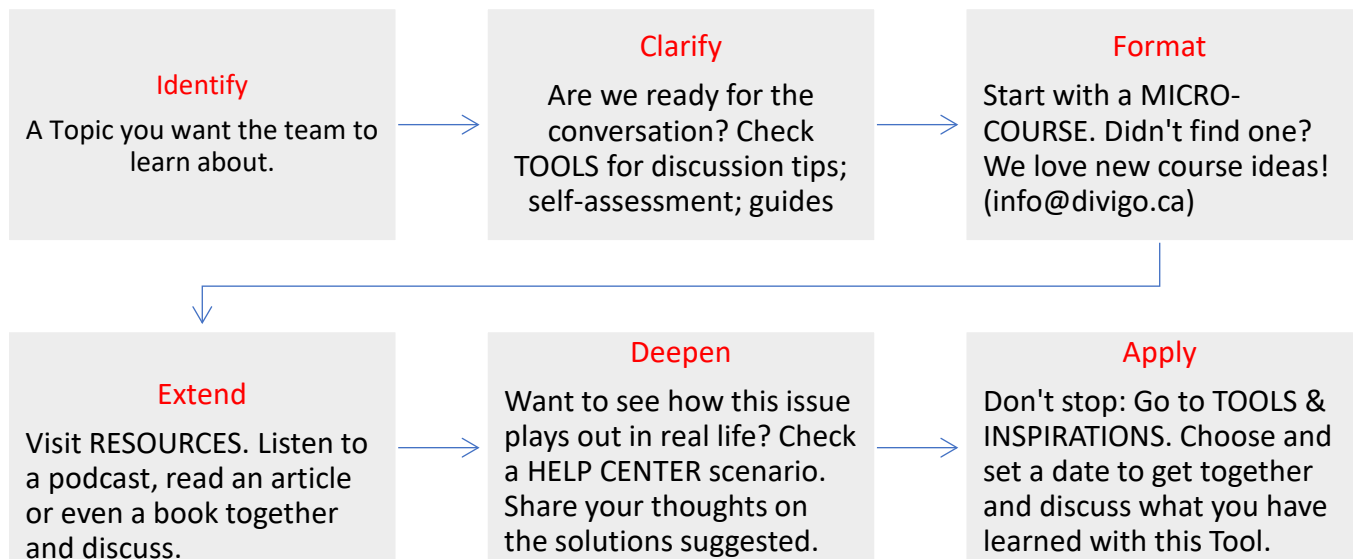 Identify
A Topic you want the team to
learn about.
Clarify
Are we ready for the
conversation? Check
TOOLS for discussion tips;
self-assessment; guides
Format
Start with a MICRO-
COURSE. Didn't find one?
We love new course ideas!
(info@divigo.ca)
Extend
Visit RESOURCES. Listen to
a podcast, read an article
or even a book together
and discuss.
Deepen
Want to see how this issue
plays out in real life? Check
a HELP CENTER scenario.
Share your thoughts on
the solutions suggested.
Apply
Don't stop: Go to TOOLS &
INSPIRATIONS. Choose and
set a date to get together
and discuss what you have
learned with this Tool.